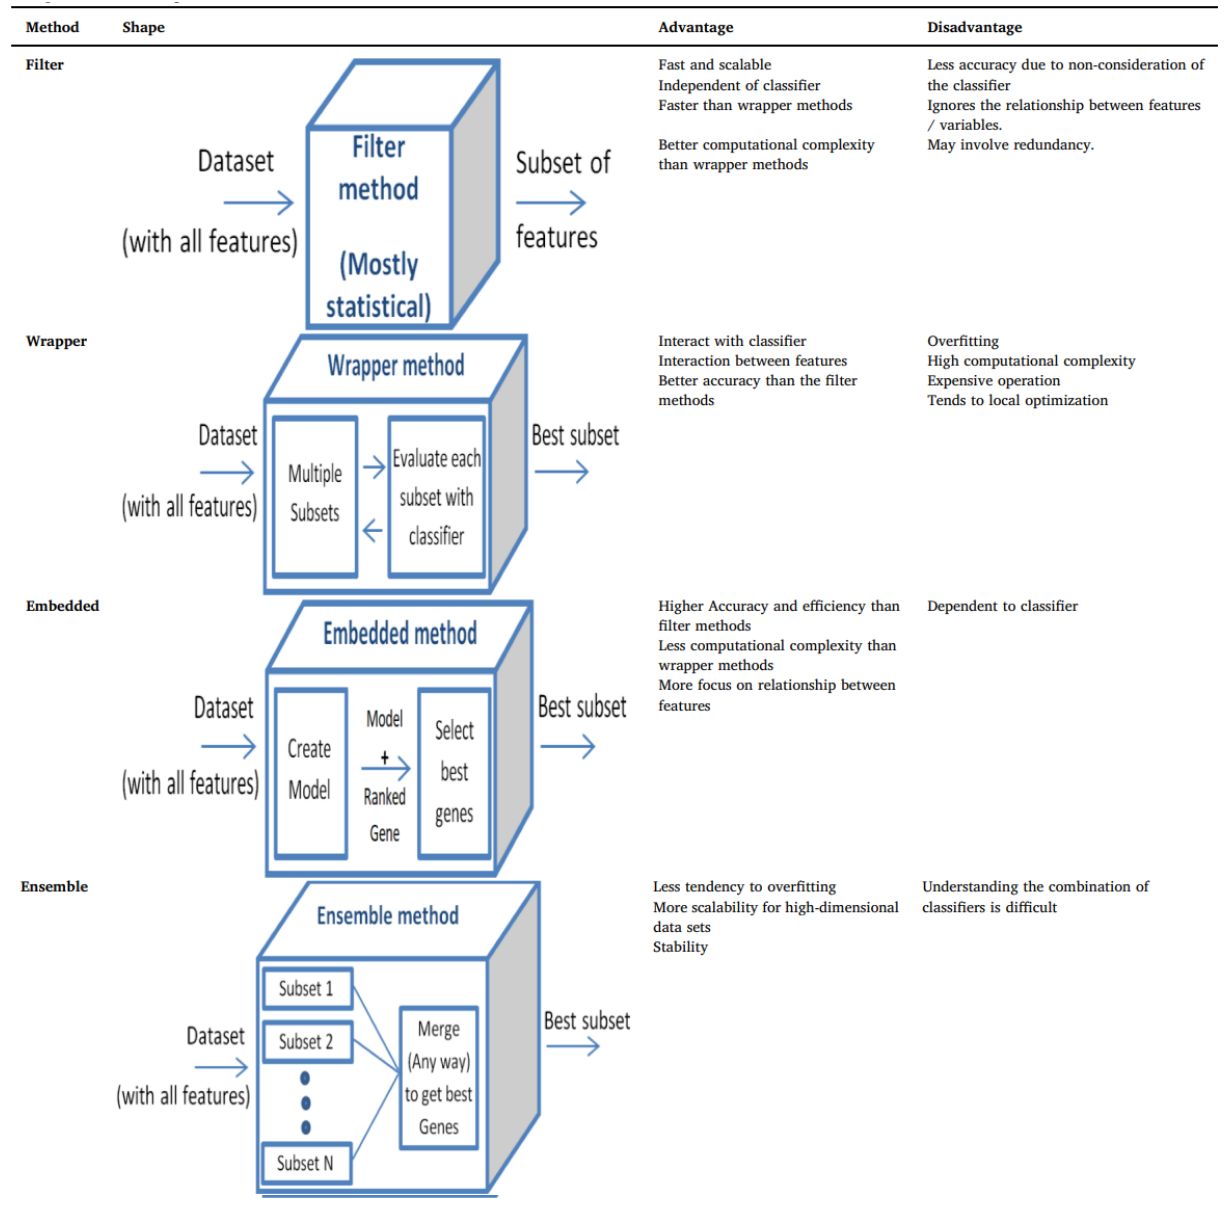 Method Shape Advantage Disadvantage
Filter
Dataset
(with all features)
Filter
method
(Mostly
statistical)
Subset of
features
Fast and scalable
Independent of classifier
Faster than wrapper methods
Better computational complexity
than wrapper methods
Less accuracy due to non-consideration of
the classifier
Ignores the relationship between features
/ variables.
May involve redundancy.
Wrapper
Wrapper method
Dataset
(with all features)
Multiple
Subsets
Evaluate each
subset with
classifier
Best subset
Interact with classifier
Interaction between features
Better accuracy than the filter
methods
Overfitting
High computational complexity
Expensive operation
Tends to local optimization
Embedded
Embedded method
Dataset
(with all features)
Create
Model
Model
+
Ranked
Gene
Select
best
genes
Best subset
Higher Accuracy and efficiency than
filter methods
Less computational complexity than
wrapper methods
More focus on relationship between
features
Dependent to classifier
Ensemble
Ensemble method
Dataset
(with all features)
Subset 1
Subset 2
Subset N
Merge
(Any way)
to get best
Genes
Best subset
Less tendency to overfitting
More scalability for high-dimensional
data sets
Stability
Understanding the combination of
classifiers is difficult